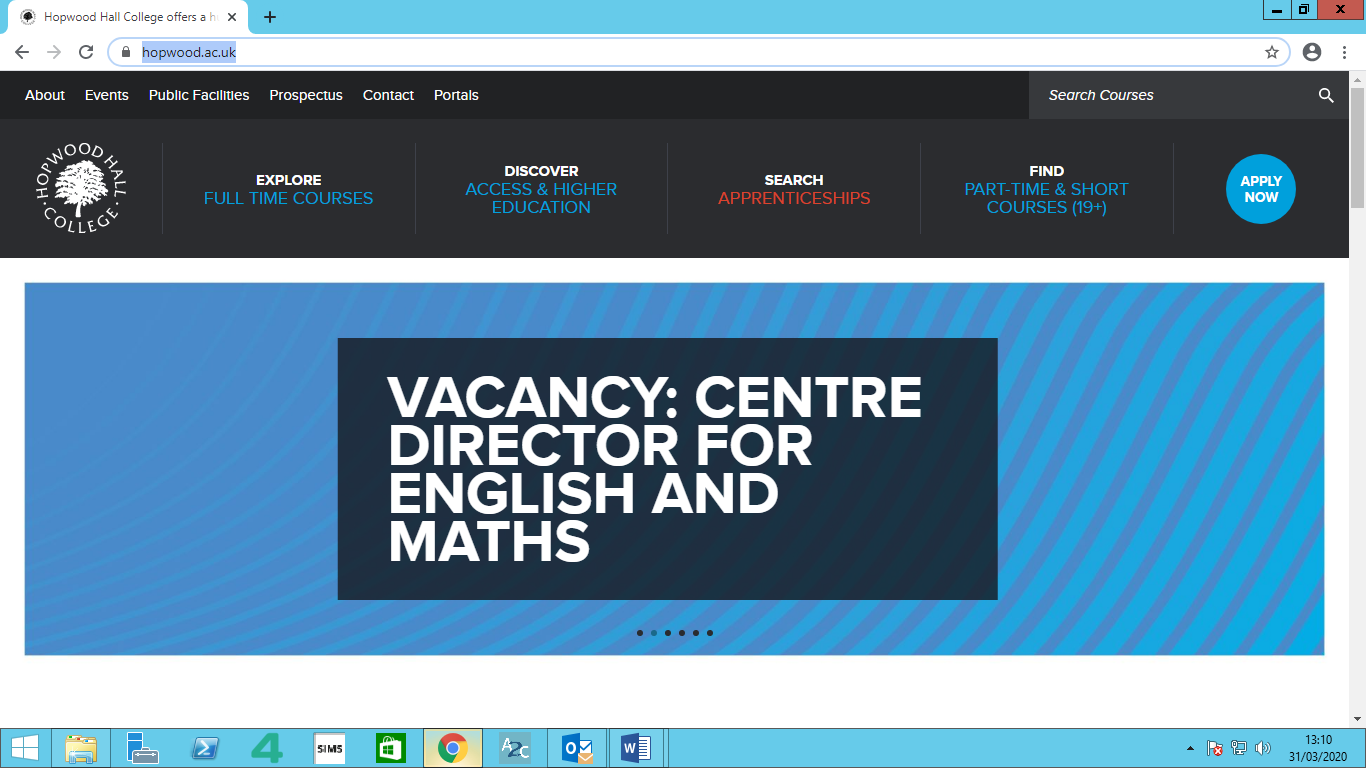 Hopwood Hall College offers a h
hopwood.ac.uk
About Events Public Facilities Prospectus Contact Portals
Search Courses
HOPWOOD HALL
COLLEGE
EXPLORE
FULL TIME COURSES
DISCOVER
ACCESS & HIGHER
EDUCATION
SEARCH
APPRENTICESHIPS
FIND
PART-TIME & SHORT
COURSES (19+)
APPLY
NOW
VACANCY: CENTRE
DIRECTOR FOR
ENGLISH AND
MATHS
4
SIMS
A2C
13:10
31/03/2020